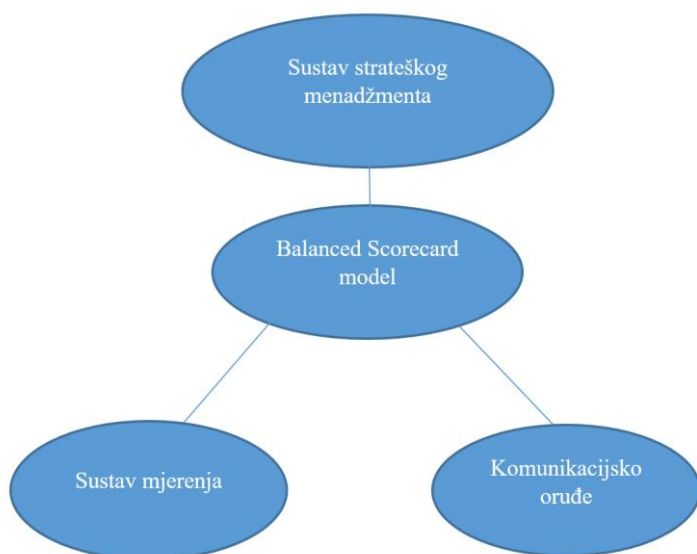 Sustav strateškog
menadžmenta
Balanced Scorecard
model
Sustav mjerenja
Komunikacijsko
oruđe